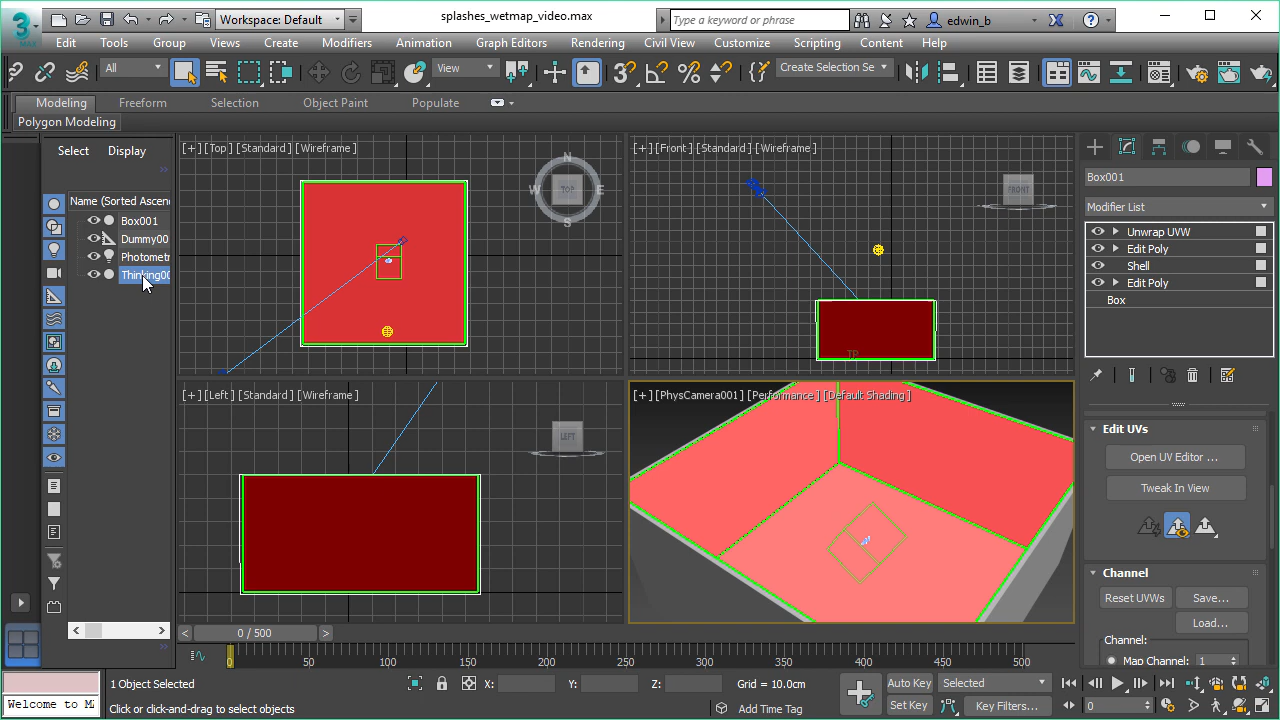 Workspace: Default
splashes_wetmap_video.max
Type a keyword or phrase
edwin_b
3
MAX
Edit Tools Group Views Create Modifiers Animation Graph Editors Rendering Civil View Customize Scripting Content Help
All
View
Create Selection Se
Modeling Freeform Selection Object Paint Populate
Polygon Modeling
Select Display
Name (Sorted Ascen
Box001
Dummy00
Photometr
Thinking00
[+] [Top] [Standard] [Wireframe]
N
W TOP E
S
[+] [Front] [Standard] [Wireframe]
FRONT
TP
[+] [Left] [Standard] [Wireframe]
LEFT
[+] [PhysCamera001] [Performance] [Default Shading]
Box001
Modifier List
Unwrap UVW
Edit Poly
Shell
Edit Poly
Box
Edit UVs
Open UV Editor ...
Tweak In View
Channel
Reset UVWs Save...
Load...
Channel:
Map Channel: 1
< 0 / 500 >
0 50 100 150 200 250 300 350 400 450 500
1 Object Selected
X: Y: Z: Grid = 10.0cm
Auto Key Selected
Welcome to MA
Click or click-and-drag to select objects
Add Time Tag
Set Key Key Filters...
0